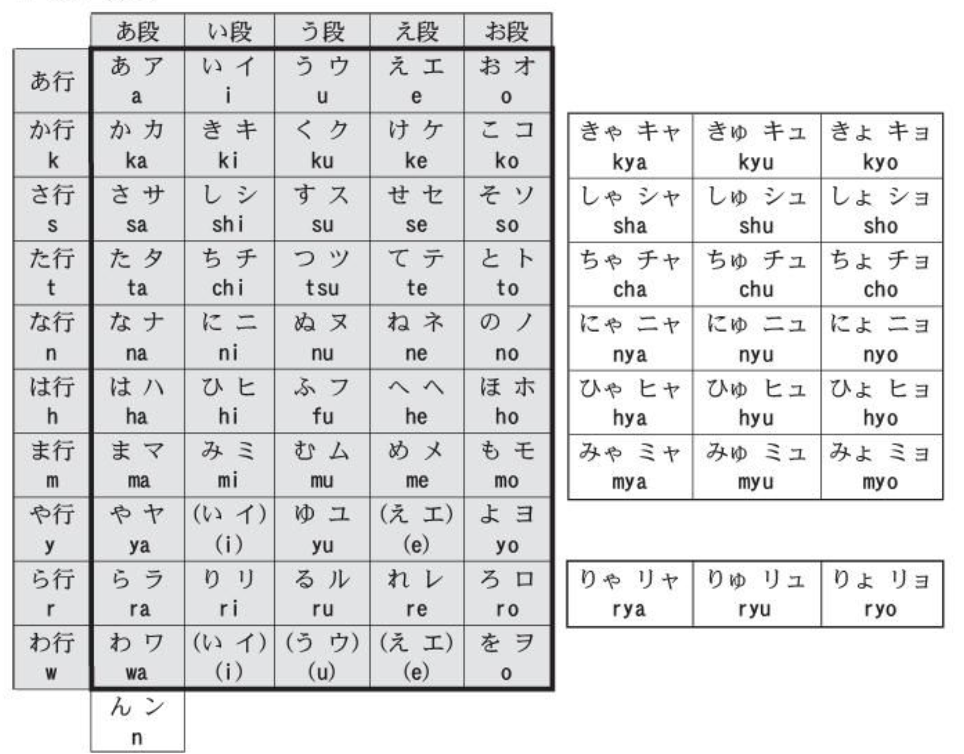 あ段 い段 う段 え段 お段
あ行 あ ア い イ う ウ え エ お オ
a i u e o
か行 か カ き キ く ク け ケ こ コ きゃ キャ きゅ キュ きょ キョ
k ka ki ku ke ko kya kyu kyo
さ行 さ サ し シ す ス せ セ そ ソ しゃ シャ しゅ シュ しょ ショ
s sa shi su se so sha shu sho
た行 た タ ち チ つ ツ て テ と ト ちゃ チャ ちゅ チュ ちょ チョ
t ta chi tsu te to cha chu cho
な行 な ナ に ニ ぬ ヌ ね ネ の ノ にゃ ニャ にゅ ニュ にょ ニョ
n na ni nu ne no nya nyu nyo
は行 は ハ ひ ヒ ふ フ へ ヘ ほ ホ ひゃ ヒャ ひゅ ヒュ ひょ ヒョ
h ha hi fu he ho hya hyu hyo
ま行 ま マ み ミ む ム め メ も モ みゃ ミャ みゅ ミュ みょ ミョ
m ma mi mu me mo mya myu myo
や行 や ヤ (い イ) ゆ ユ (え エ) よ ヨ
y ya (i) yu (e) yo
ら行 ら ラ り リ る ル れ レ ろ ロ りゃ リャ りゅ リュ りょ リョ
r ra ri ru re ro rya ryu ryo
わ行 わ ワ (い イ) (う ウ) (え エ) を ヲ
w wa (i) (u) (e) o
ん ン
n